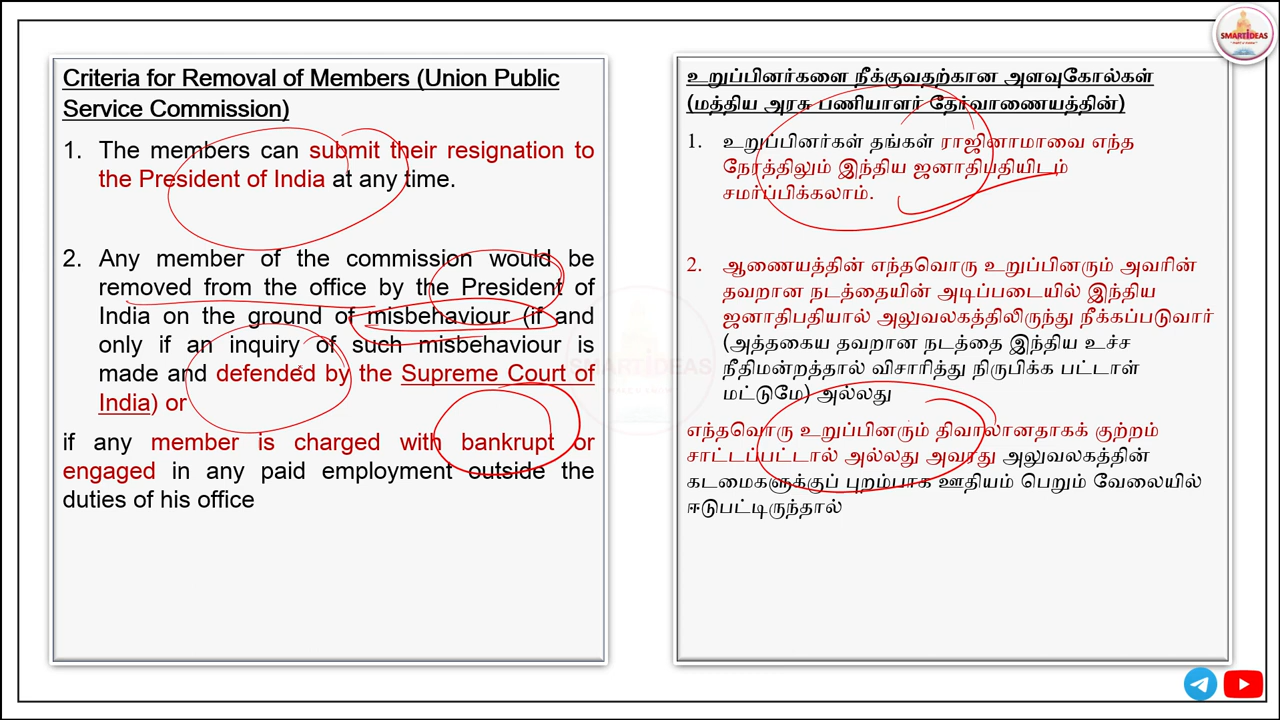 SMARTIDEAS
Criteria for Removal of Members (Union Public
Service Commission)
1. The members can submit their resignation to
the President of India at any time.
2. Any member of the commission would be
removed from the office by the President of
India on the ground of misbehaviour (if and
only if an inquiry of such misbehaviour is
made and defended by the Supreme Court of
India) or
if any member is charged with bankrupt or
engaged in any paid employment outside the
duties of his office
உறுப்பினர்களை நீக்குவதற்கான அளவுகோல்கள்
(மத்திய அரசு பணியாளர் தேர்வாணையத்தின்)
1. உறுப்பினர்கள் தங்கள் ராஜினாமாவை எந்த
நேரத்திலும் இந்திய ஜனாதிபதியிடம்
சமர்ப்பிக்கலாம்.
2. ஆணையத்தின் எந்தவொரு உறுப்பினரும் அவரின்
தவறான நடத்தையின் அடிப்படையில் இந்திய
ஜனாதிபதியால் அலுவலகத்திலிருந்து நீக்கப்படுவார்
(அத்தகைய தவறான நடத்தை இந்திய உச்ச
நீதிமன்றத்தால் விசாரித்து நிருபிக்க பட்டாள்
மட்டுமே) அல்லது
எந்தவொரு உறுப்பினரும் திவாலானதாகக் குற்றம்
சாட்டப்பட்டால் அல்லது அவரது அலுவலகத்தின்
கடமைகளுக்குப் புறம்பாக ஊதியம் பெறும் வேலையில்
ஈடுபட்டிருந்தால்
SMARTIDEAS